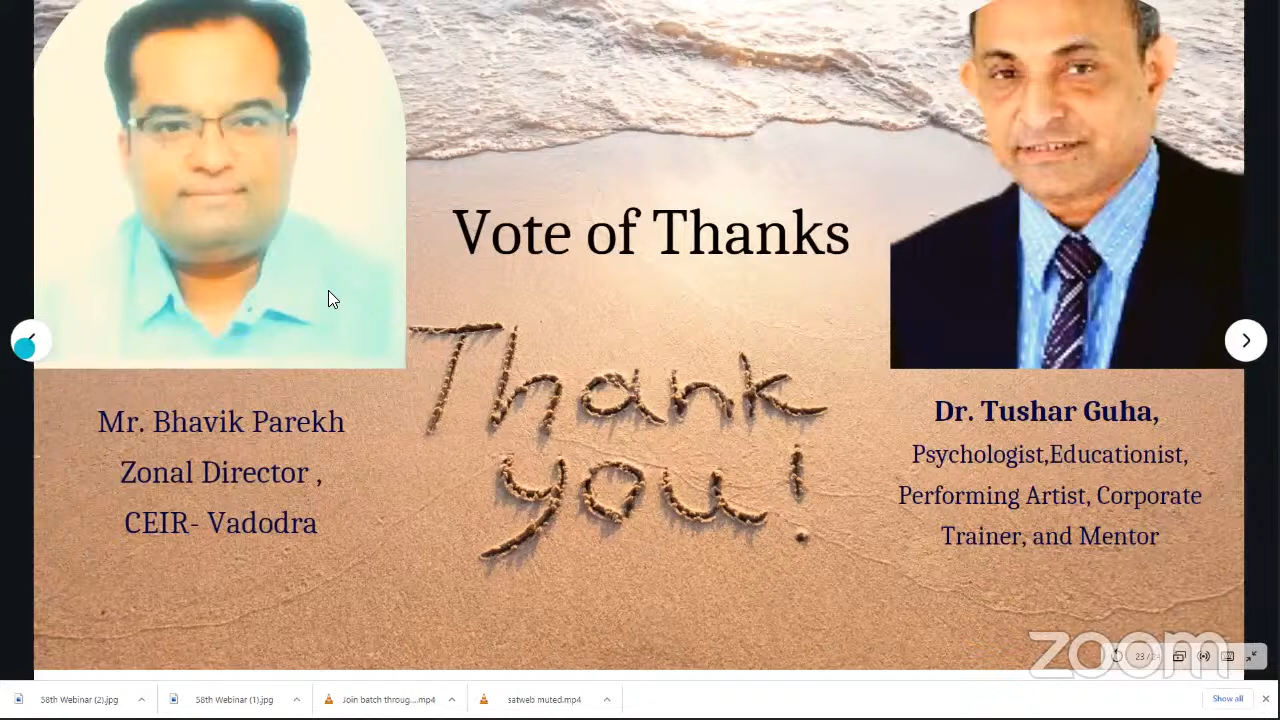 Vote of Thanks
Thank
you!
Mr. Bhavik Parekh
Zonal Director ,
CEIR- Vadodra
Dr. Tushar Guha,
Psychologist,Educationist,
Performing Artist, Corporate
Trainer, and Mentor
zoom
23 / 24
58th Webinar (2).jpg
58th Webinar (1).jpg
Join batch throug....mp4
satweb muted.mp4
Show all